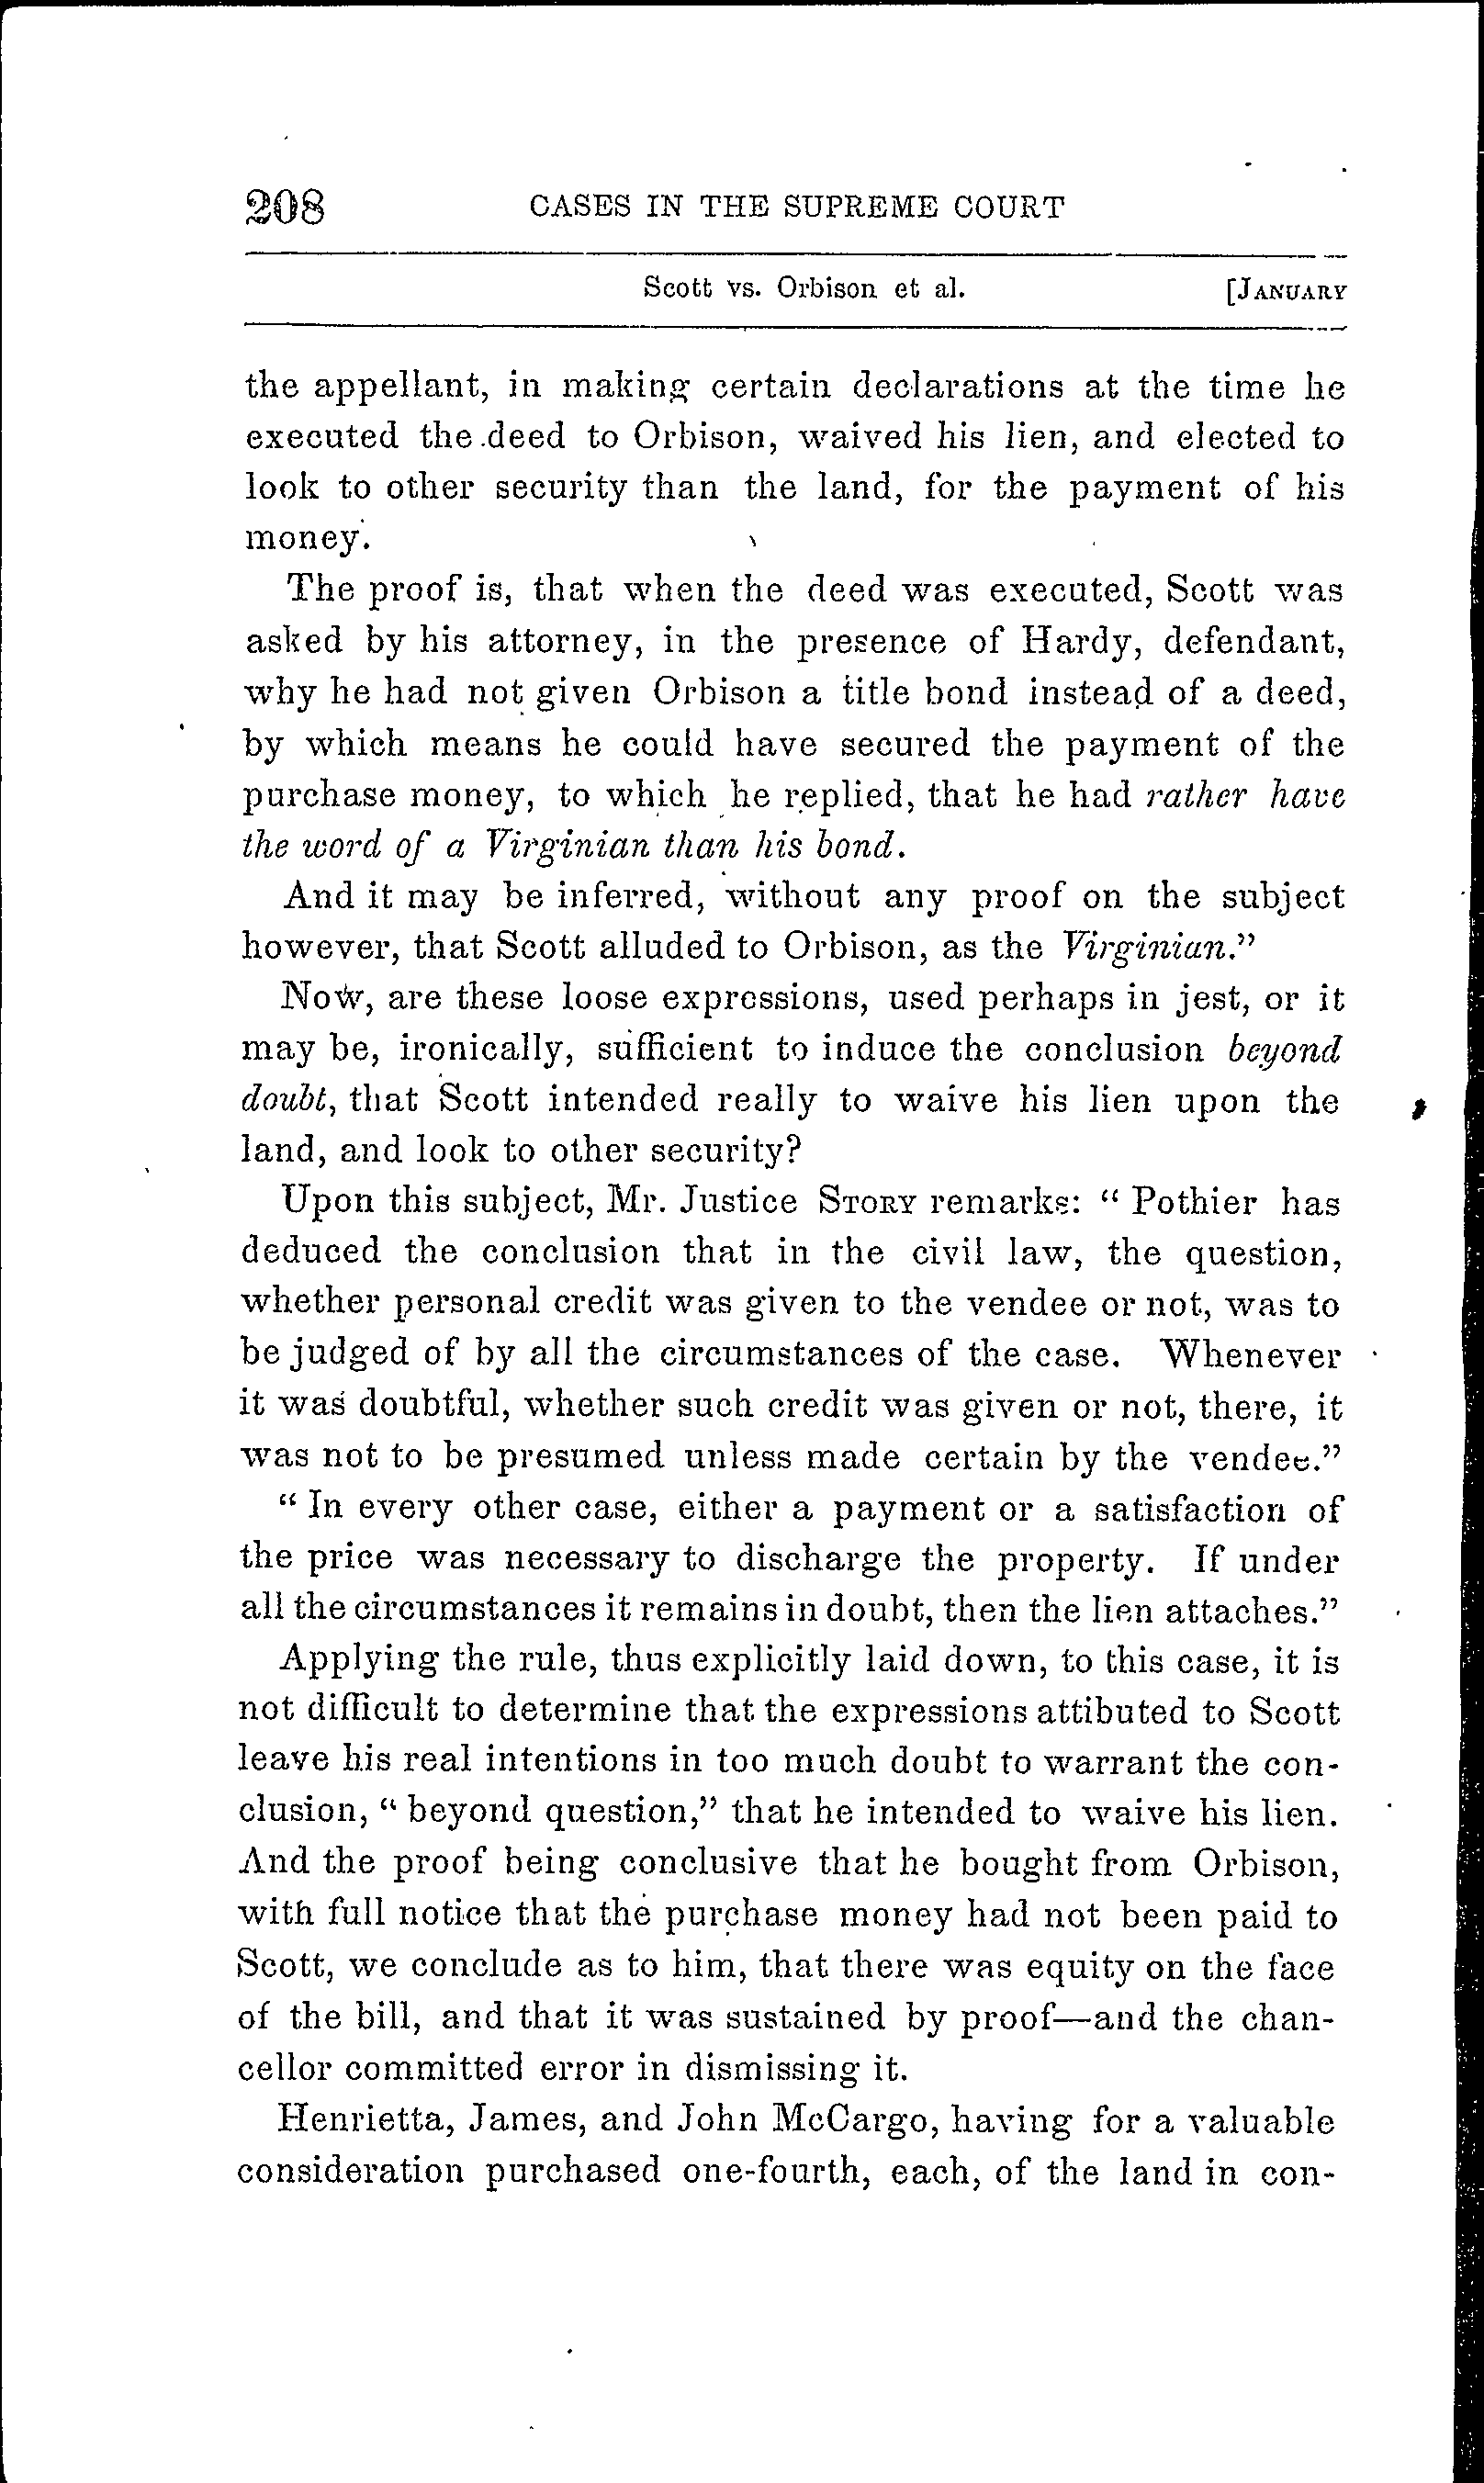 208 CASES IN THE SUPREME COURT
Scott vs. Orbison et al. [JANUARY
the appellant, in making certain declarations at the time he
executed the deed to Orbison, waived his lien, and elected to
look to other security than the land, for the payment of his
money.
The proof is, that when the deed was executed, Scott was
asked by his attorney, in the presence of Hardy, defendant,
why he had not given Orbison a title bond instead of a deed,
by which means he could have secured the payment of the
purchase money, to which he replied, that he had rather have
the word of a Virginian than his bond.
And it may be inferred, without any proof on the subject
however, that Scott alluded to Orbison, as the Virginian."
Now, are these loose expressions, used perhaps in jest, or it
may be, ironically, sufficient to induce the conclusion beyond
doubt, that Scott intended really to waive his lien upon the
land, and look to other security?
Upon this subject, Mr. Justice STORY remarks: "Pothier has
deduced the conclusion that in the civil law, the question,
whether personal credit was given to the vendee or not, was to
be judged of by all the circumstances of the case. Whenever
it was doubtful, whether such credit was given or not, there, it
was not to be presumed unless made certain by the vendee."
"In every other case, either a payment or a satisfaction of
the price was necessary to discharge the property. If under
all the circumstances it remains in doubt, then the lien attaches."
Applying the rule, thus explicitly laid down, to this case, it is
not difficult to determine that the expressions attibuted to Scott
leave his real intentions in too much doubt to warrant the con-
clusion, "beyond question," that he intended to waive his lien.
And the proof being conclusive that he bought from Orbison,
with full notice that the purchase money had not been paid to
Scott, we conclude as to him, that there was equity on the face
of the bill, and that it was sustained by proof—and the chan-
cellor committed error in dismissing it.
Henrietta, James, and John McCargo, having for a valuable
consideration purchased one-fourth, each, of the land in con-